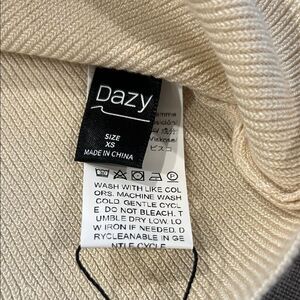 Dazy
SIZE
XS
MADE IN CHINA
WASH WITH LIKE COL
ORS. MACHINE WASH
COLD. GENTLE CYCL
E. DO NOT BLEACH. T
UMBLE DRY LOW. LO
W IRON IF NEEDED. D
RYCLEANABLE IN GE
NTLE CYCLE